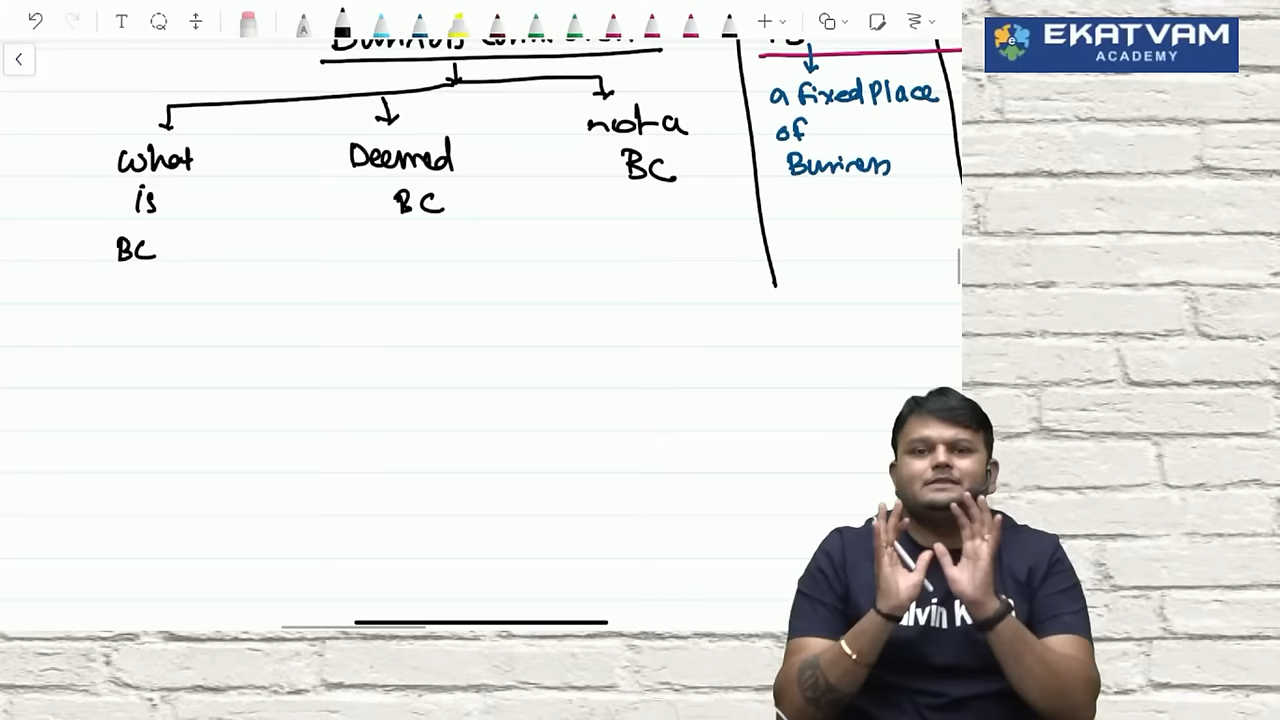 EKATVAM
ACADEMY
What
is
BC
Deemed
BC
not a
BC
a fixed Place
of
Business
T
A